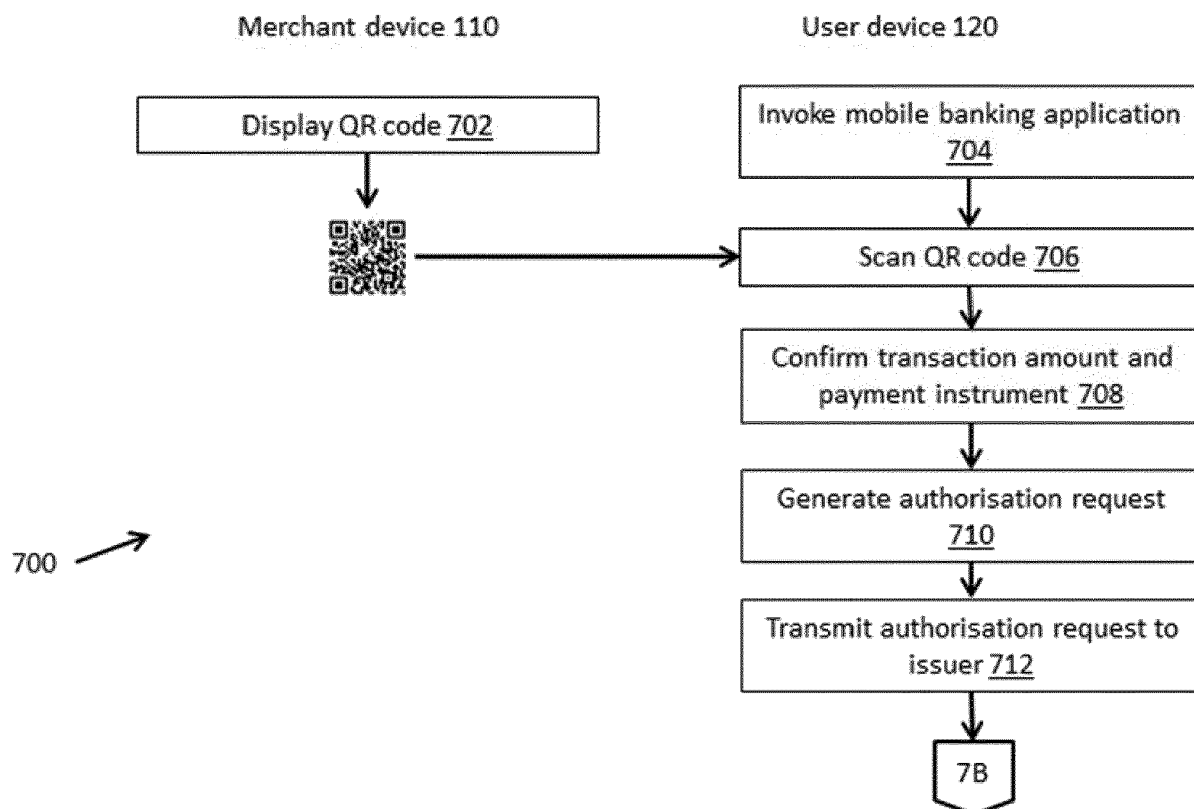 Merchant device 110
User device 120
Display QR code 702
Invoke mobile banking application
704
Scan QR code 706
Confirm transaction amount and
payment instrument 708
Generate authorisation request
710
700
Transmit authorisation request to
issuer 712
7B